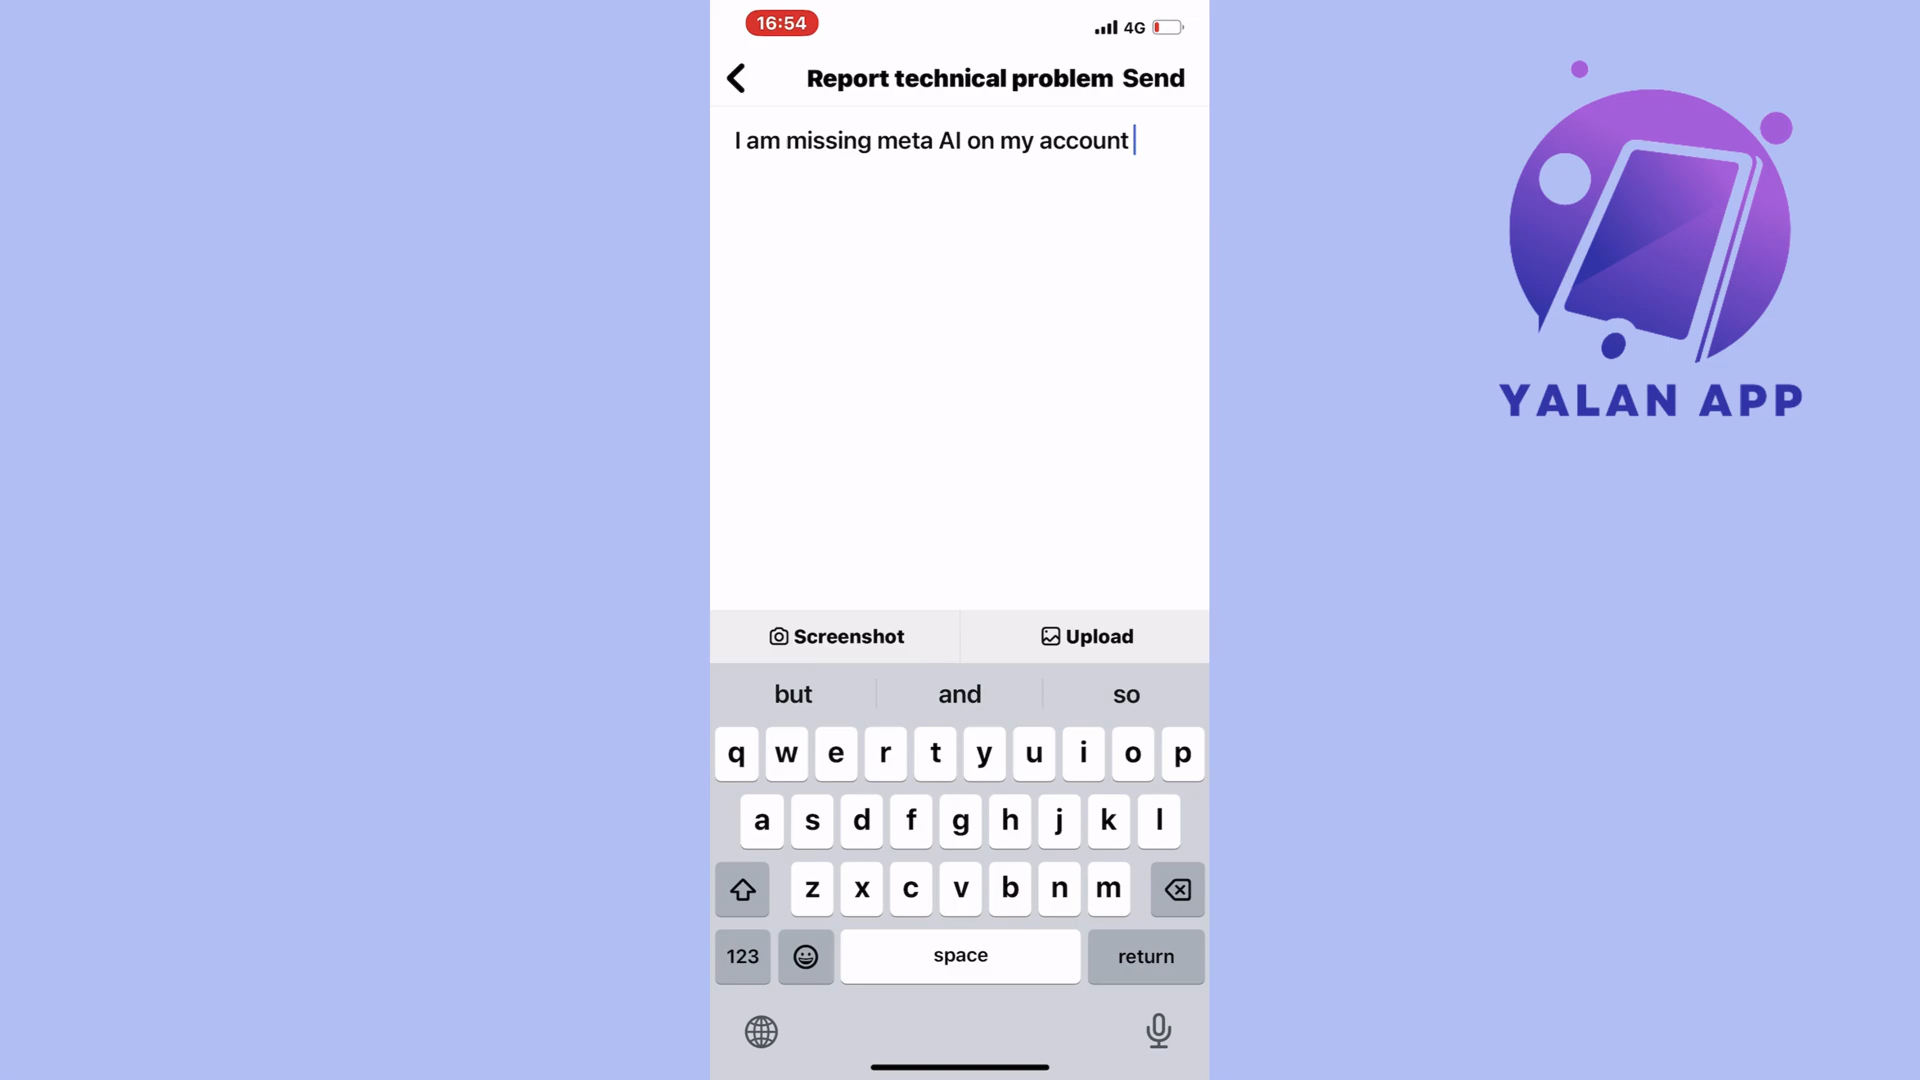 16:54
4G
Report technical problem Send
I am missing meta AI on my account
YALAN APP
Screenshot Upload
but and so
q w e r t y u i o p
a s d f g h j k l
z x c v b n m
123 space return